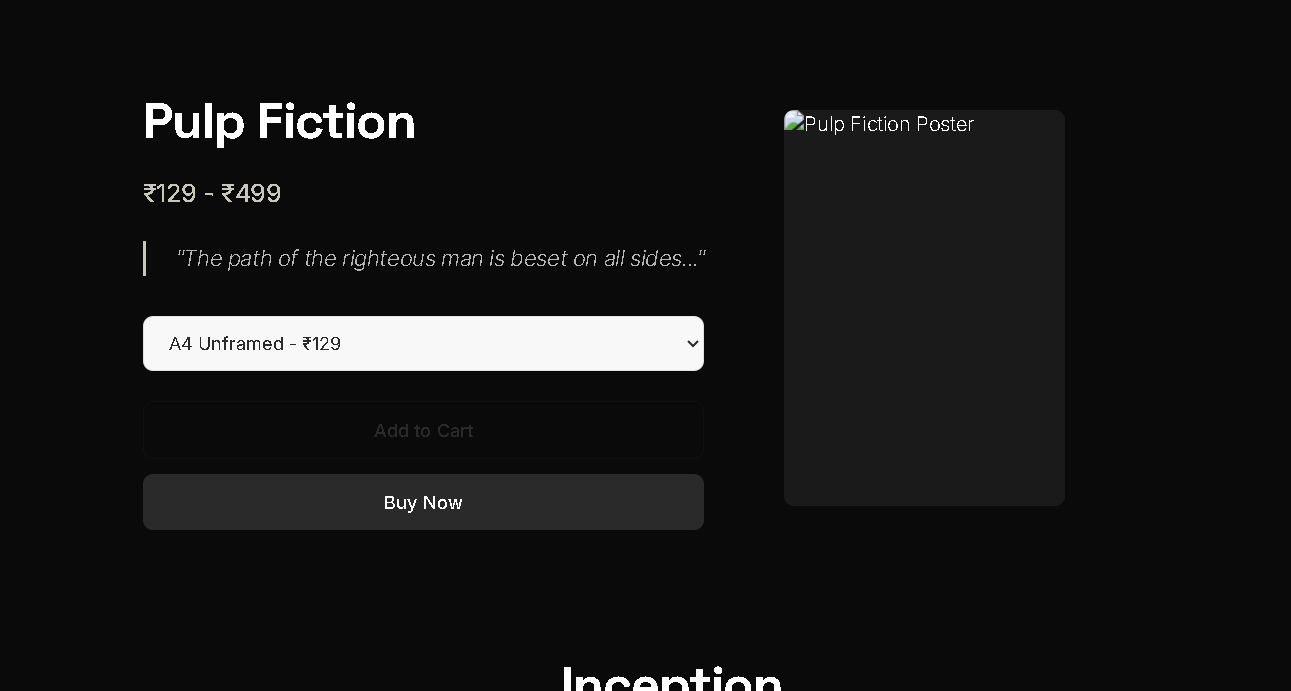 Pulp Fiction
₹129 - ₹499
"The path of the righteous man is beset on all sides..."
A4 Unframed - ₹129
Add to Cart
Buy Now
Pulp Fiction Poster
Inception